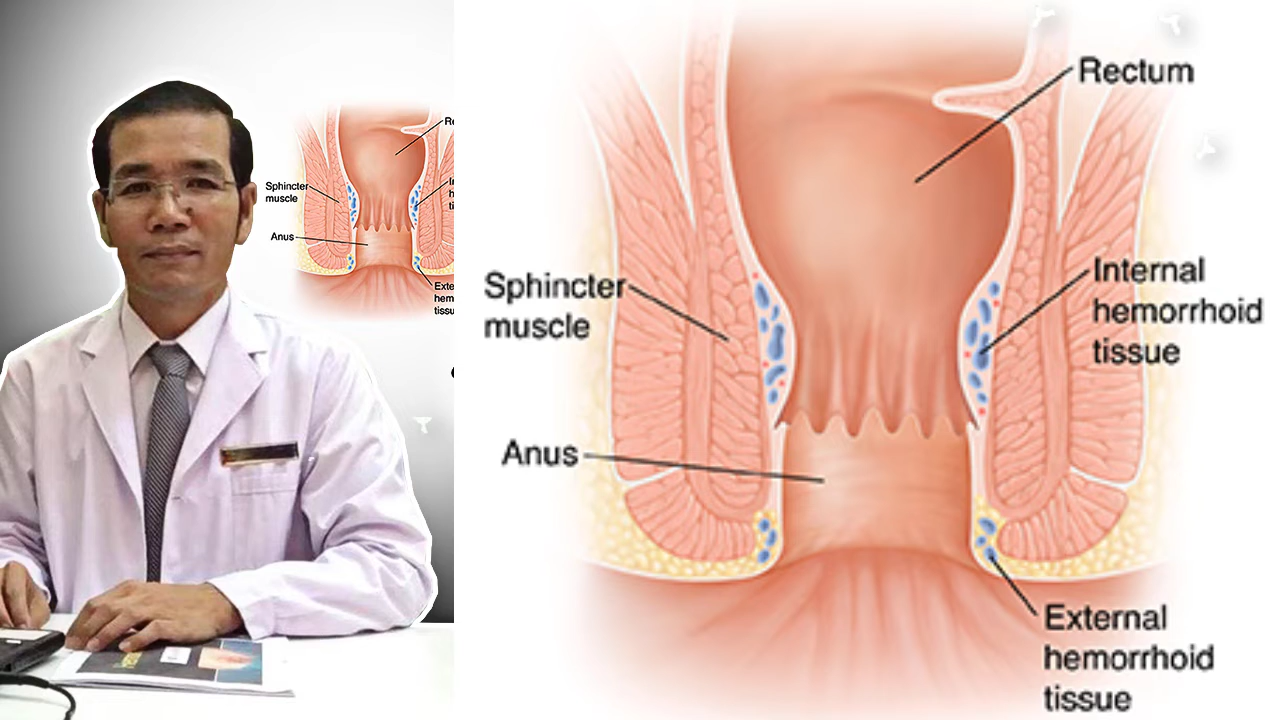 Sphincter
muscle
Anus
Rectum
Sphincter
muscle
Anus
Internal
hemorrhoid
tissue
External
hemorrhoid
tissue